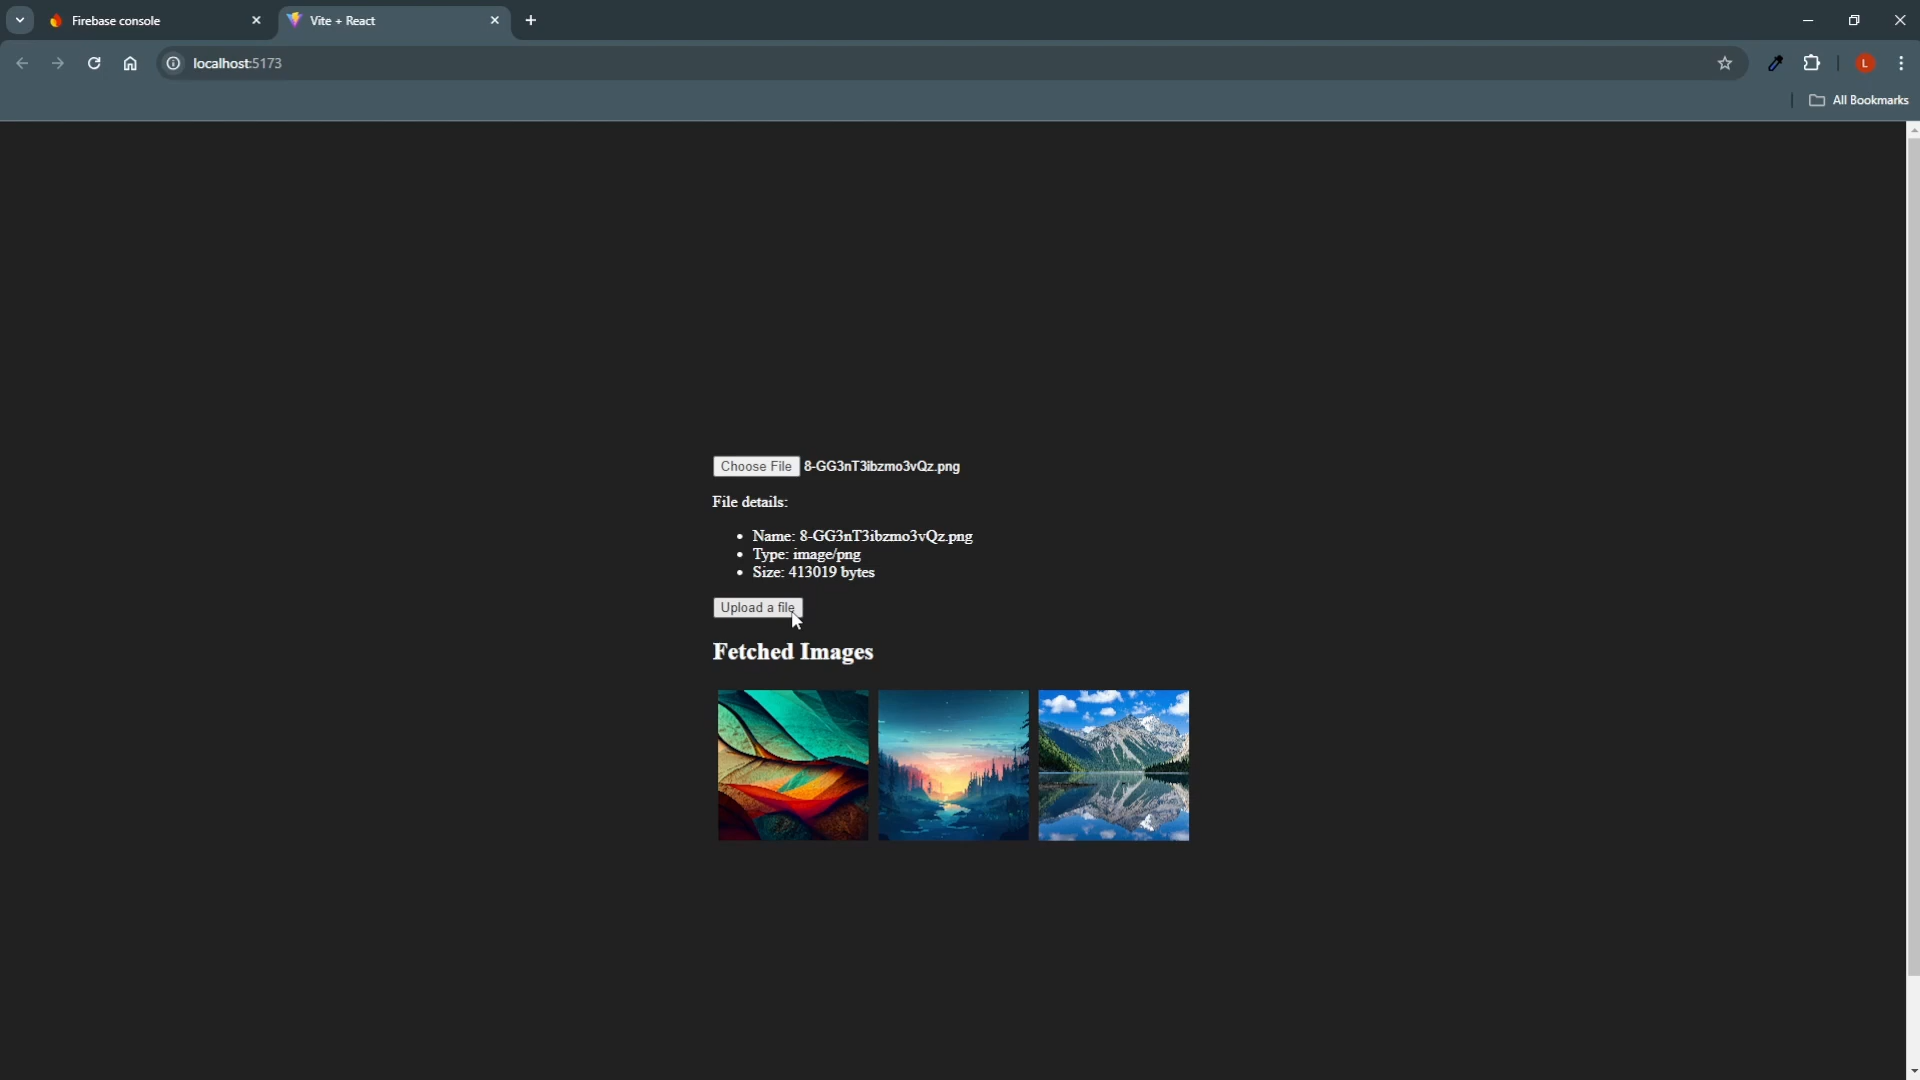 Firebase console
Vite + React
localhost:5173
L
All Bookmarks
Choose File 8-GG3nT3ibzmo3vQz.png
File details:
Name: 8-GG3nT3ibzmo3vQz.png
Type: image/png
Size: 413019 bytes
Upload a file
Fetched Images